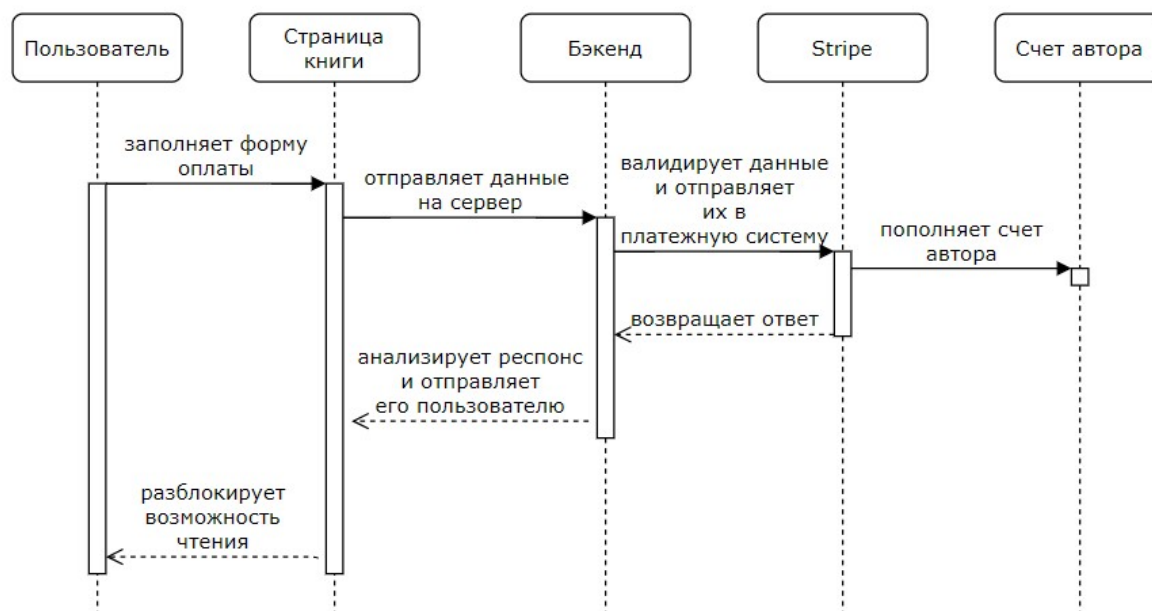 Пользователь
Страница
книги
Бэкенд
Stripe
Счет автора
заполняет форму
оплаты
отправляет данные
на сервер
валидирует данные
и отправляет
их в
платежную систему
пополняет счет
автора
возвращает ответ
анализирует респонс
и отправляет
его пользователю
разблокирует
возможность
чтения